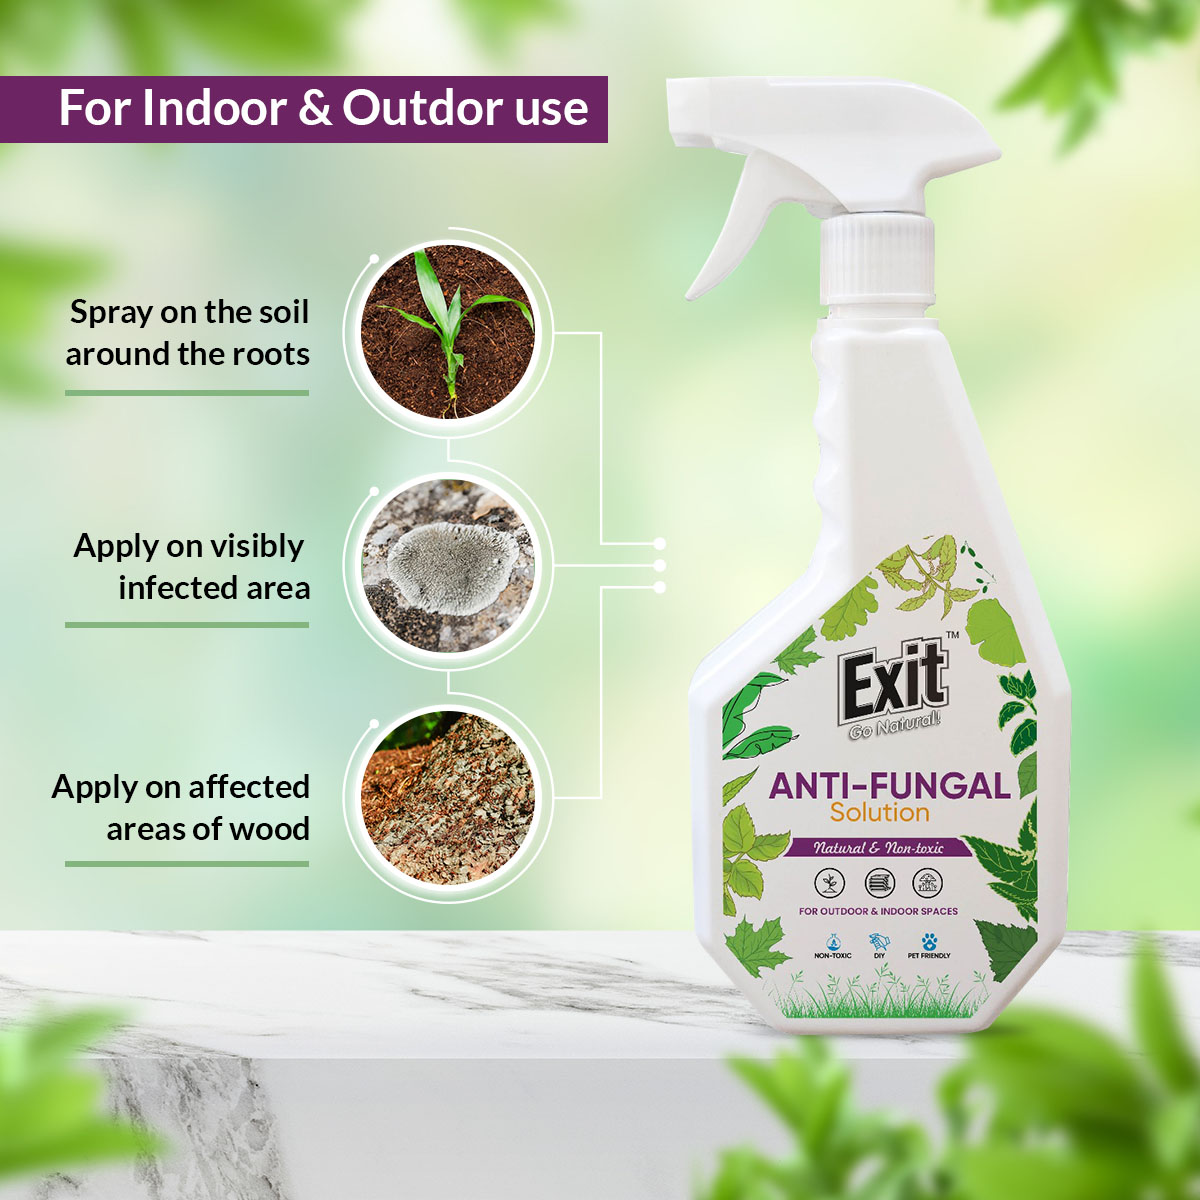 For Indoor & Outdor use
Spray on the soil
around the roots
Apply on visibly
infected area
Apply on affected
areas of wood
Exit™
Go Natural!
ANTI-FUNGAL
Solution
Natural & Non-toxic
FOR OUTDOOR & INDOOR SPACES
NON-TOXIC DIY PET FRIENDLY